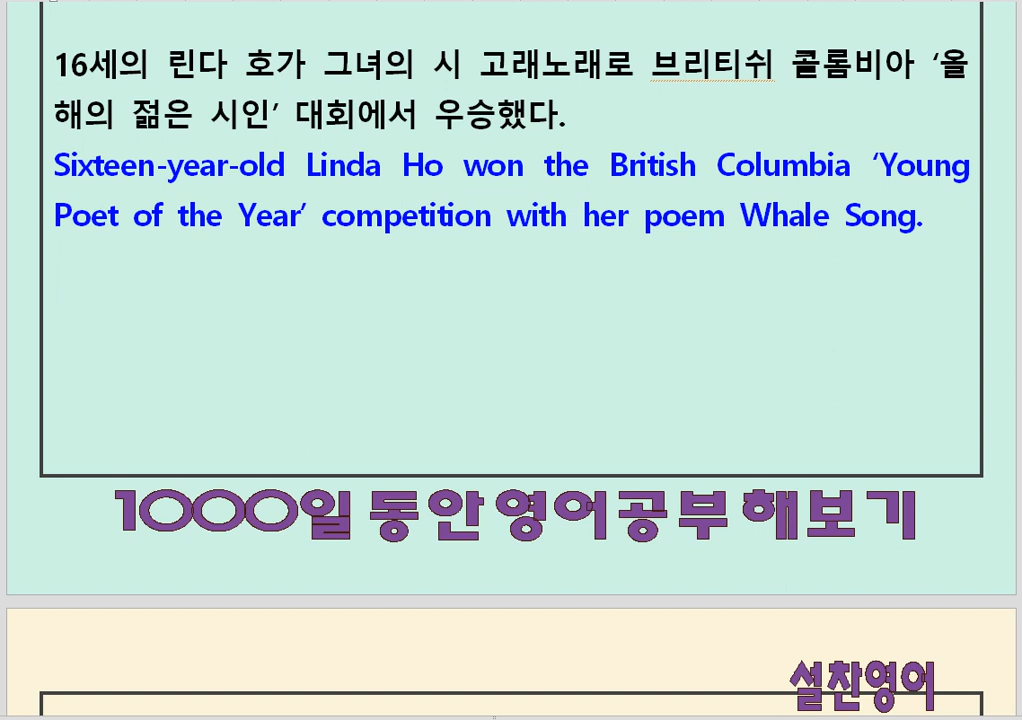 16세의 린다 호가 그녀의 시 고래노래로 브리티쉬 콜롬비아 ‘올
해의 젊은 시인’ 대회에서 우승했다.
Sixteen-year-old Linda Ho won the British Columbia ‘Young
Poet of the Year’ competition with her poem Whale Song.
1000일 동안 영어 공부 해보기
설찬영어